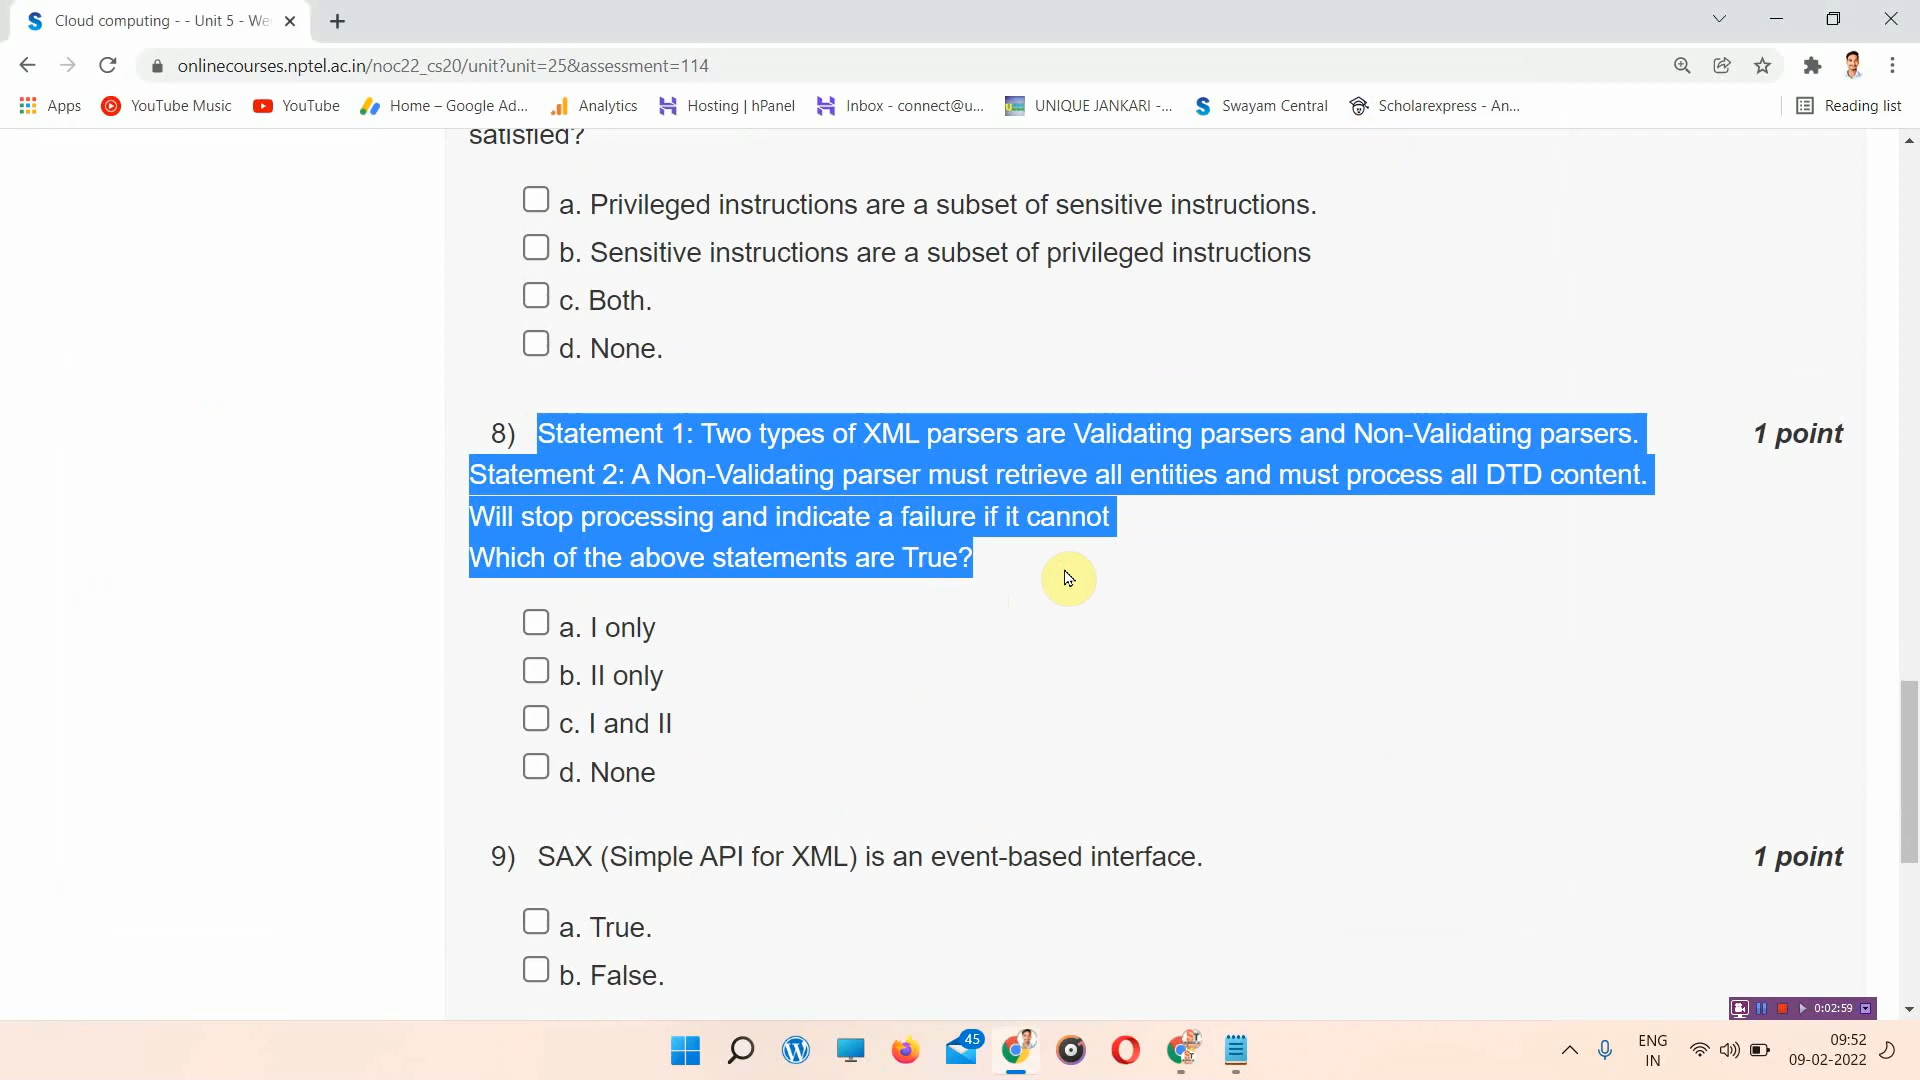 Cloud computing - - Unit 5 - We
onlinecourses.nptel.ac.in/noc22_cs20/unit?unit=25&assessment=114
Apps YouTube Music YouTube Home – Google Ad... Analytics Hosting | hPanel Inbox - connect@u... UNIQUE JANKARI -... Swayam Central Scholarexpress - An... Reading list
satisfied?
a. Privileged instructions are a subset of sensitive instructions.
b. Sensitive instructions are a subset of privileged instructions
c. Both.
d. None.
8) Statement 1: Two types of XML parsers are Validating parsers and Non-Validating parsers. 1 point
Statement 2: A Non-Validating parser must retrieve all entities and must process all DTD content.
Will stop processing and indicate a failure if it cannot
Which of the above statements are True?
a. I only
b. II only
c. I and II
d. None
9) SAX (Simple API for XML) is an event-based interface. 1 point
a. True.
b. False.
0:02:59
45
ENG
IN
09:52
09-02-2022